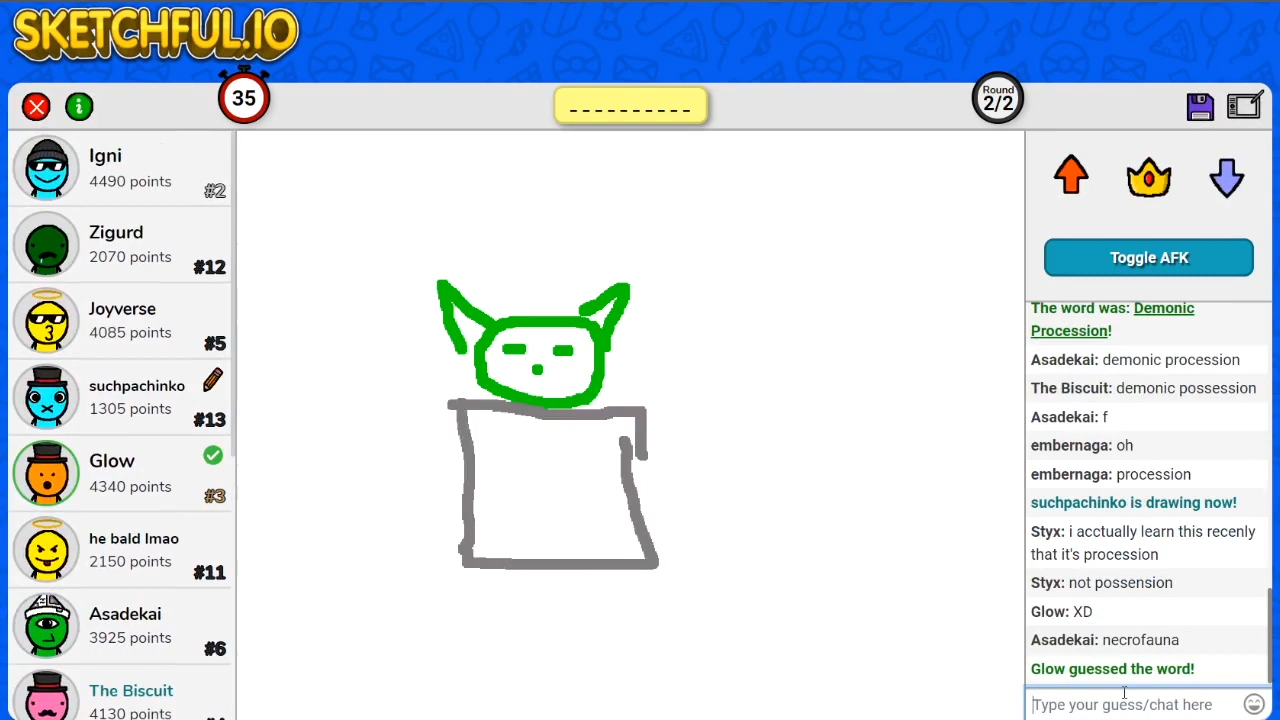 SKETCHFUL.IO
35
_ _ _ _ _ _ _ _ _ _
Round
2/2
Igni
4490 points
#2
Zigurd
2070 points
#12
Joyverse
4085 points
#5
suchpachinko
1305 points
#13
Glow
4340 points
#3
he bald lmao
2150 points
#11
Asadekai
3925 points
#6
The Biscuit
4130 points
Toggle AFK
The word was: Demonic
Procession!
Asadekai: demonic procession
The Biscuit: demonic possession
Asadekai: f
embernaga: oh
embernaga: procession
suchpachinko is drawing now!
Styx: i acctually learn this recenly
that it's procession
Styx: not possension
Glow: XD
Asadekai: necrofauna
Glow guessed the word!
Type your guess/chat here